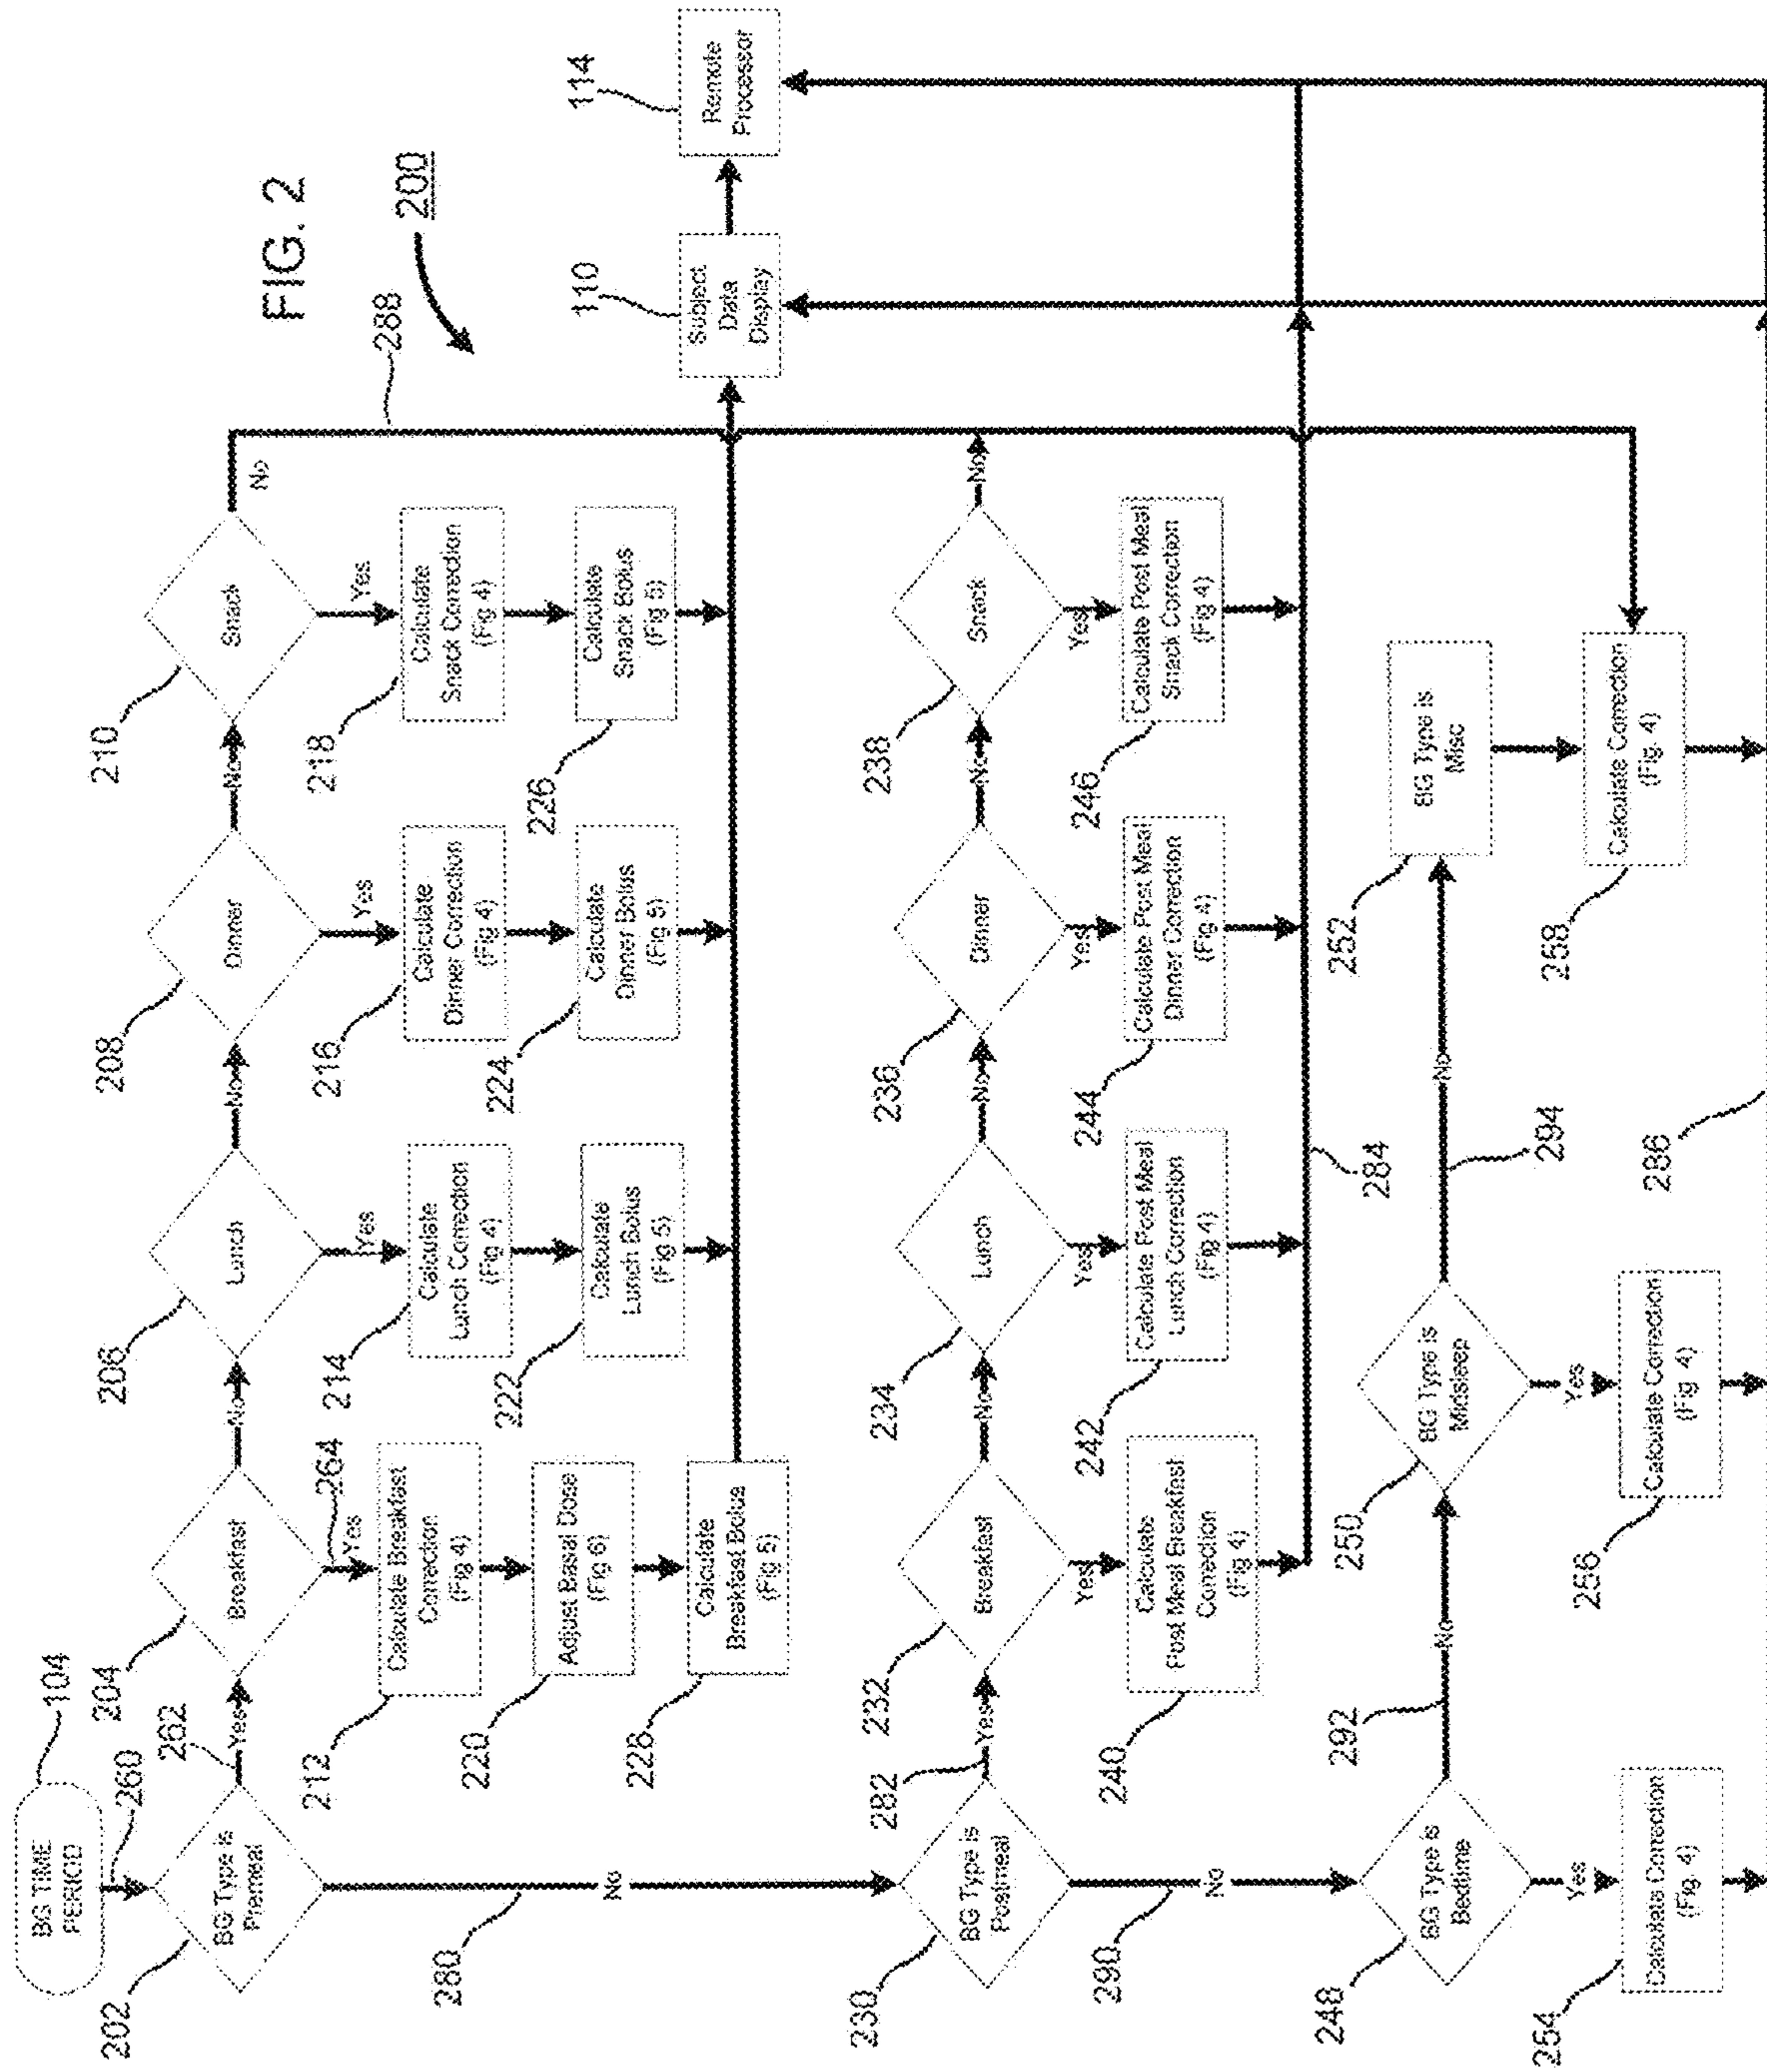 FIG. 2
200
BG TIME
PERIOD
104
260
202
BG Type is
Premeal
262
Yes
204
Breakfast
No
206
Lunch
No
208
Dinner
No
210
Snack
No
288
264
Yes
Yes
Yes
Yes
212
Calculate Breakfast
Correction
(Fig 4)
214
Calculate
Lunch Correction
(Fig 4)
216
Calculate
Dinner Correction
(Fig 4)
218
Calculate
Snack Correction
(Fig 4)
220
Adjust Basal Dose
(Fig 6)
222
Calculate
Lunch Bolus
(Fig 5)
224
Calculate
Dinner Bolus
(Fig 5)
226
Calculate
Snack Bolus
(Fig 5)
228
Calculate
Breakfast Bolus
(Fig 5)
110
Subject
Data
Display
114
Remote
Processor
280
No
230
BG Type is
Postmeal
282
Yes
232
Breakfast
No
234
Lunch
No
236
Dinner
No
238
Snack
No
Yes
Yes
Yes
Yes
240
Calculate
Post Meal Breakfast
Correction
(Fig 4)
242
Calculate Post Meal
Lunch Correction
(Fig 4)
244
Calculate Post Meal
Dinner Correction
(Fig 4)
246
Calculate Post Meal
Snack Correction
(Fig 4)
284
290
No
248
BG Type is
Bedtime
292
No
250
BG Type is
Midsleep
294
No
252
BG Type is
Misc
Yes
Yes
254
Calculate Correction
(Fig. 4)
256
Calculate Correction
(Fig 4)
258
Calculate Correction
(Fig. 4)
286